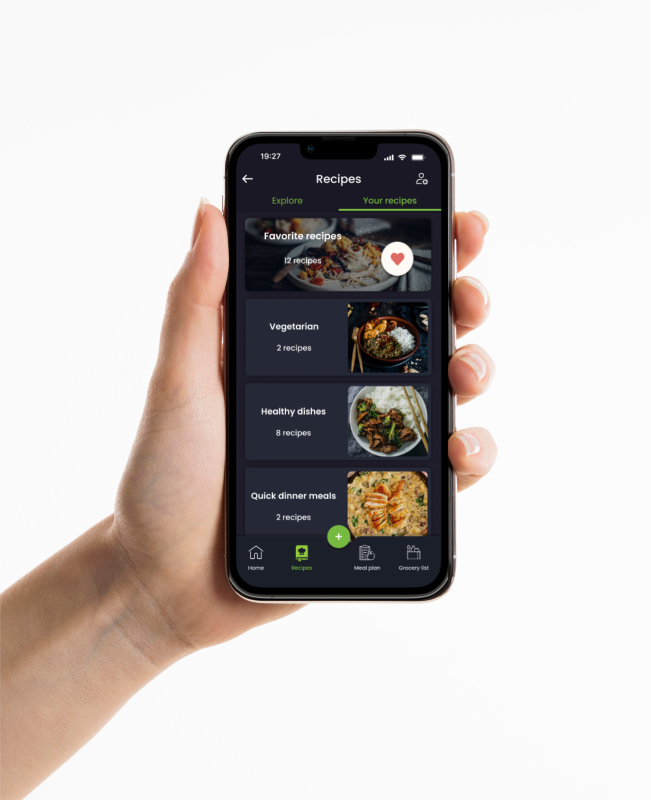 19:27
Recipes
Explore
Your recipes
Favorite recipes
12 recipes
Vegetarian
2 recipes
Healthy dishes
8 recipes
Quick dinner meals
2 recipes
+
Home
Recipes
Meal plan
Grocery list